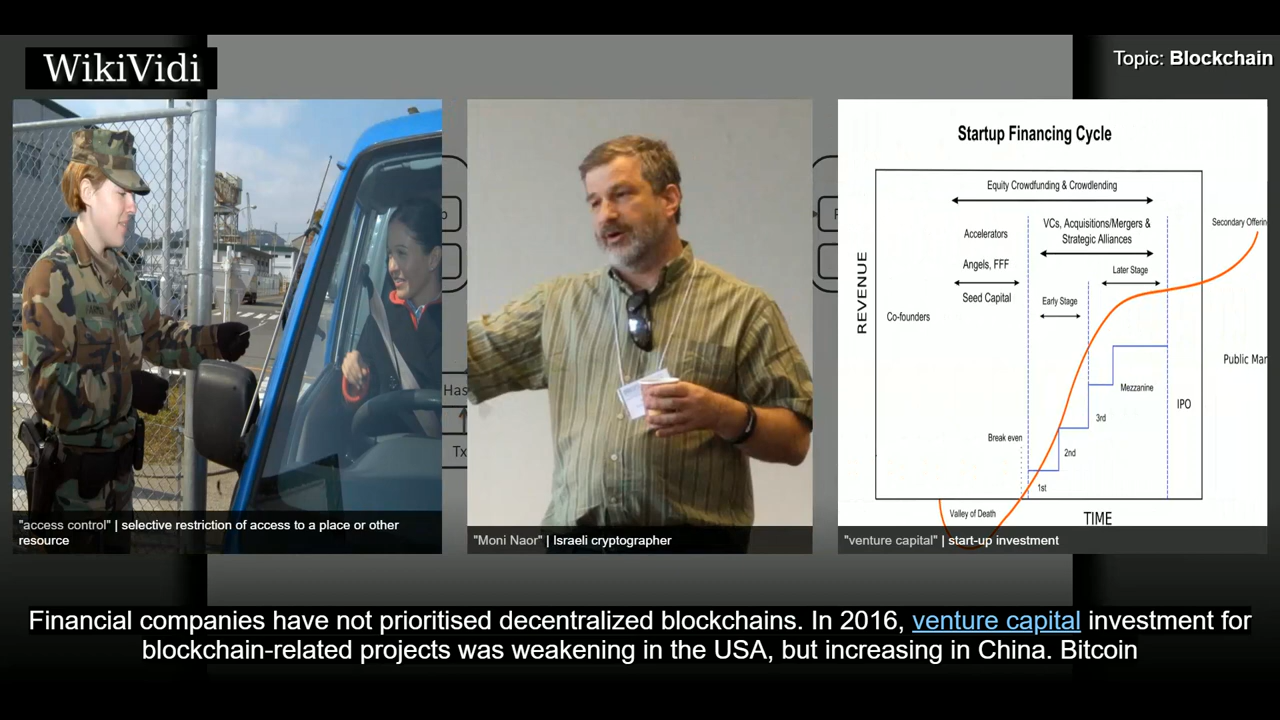 WikiVidi
Topic: Blockchain
"access control" | selective restriction of access to a place or other
resource
Has
Tx
"Moni Naor" | Israeli cryptographer
Startup Financing Cycle
Equity Crowdfunding & Crowdlending
Accelerators
VCs, Acquisitions/Mergers &
Strategic Alliances
Secondary Offerin
Angels, FFF
Later Stage
Seed Capital
Early Stage
REVENUE
Co-founders
Public Mar
Mezzanine
IPO
3rd
Break even
2nd
1st
Valley of Death
TIME
"venture capital" | start-up investment
Financial companies have not prioritised decentralized blockchains. In 2016, venture capital investment for
blockchain-related projects was weakening in the USA, but increasing in China. Bitcoin